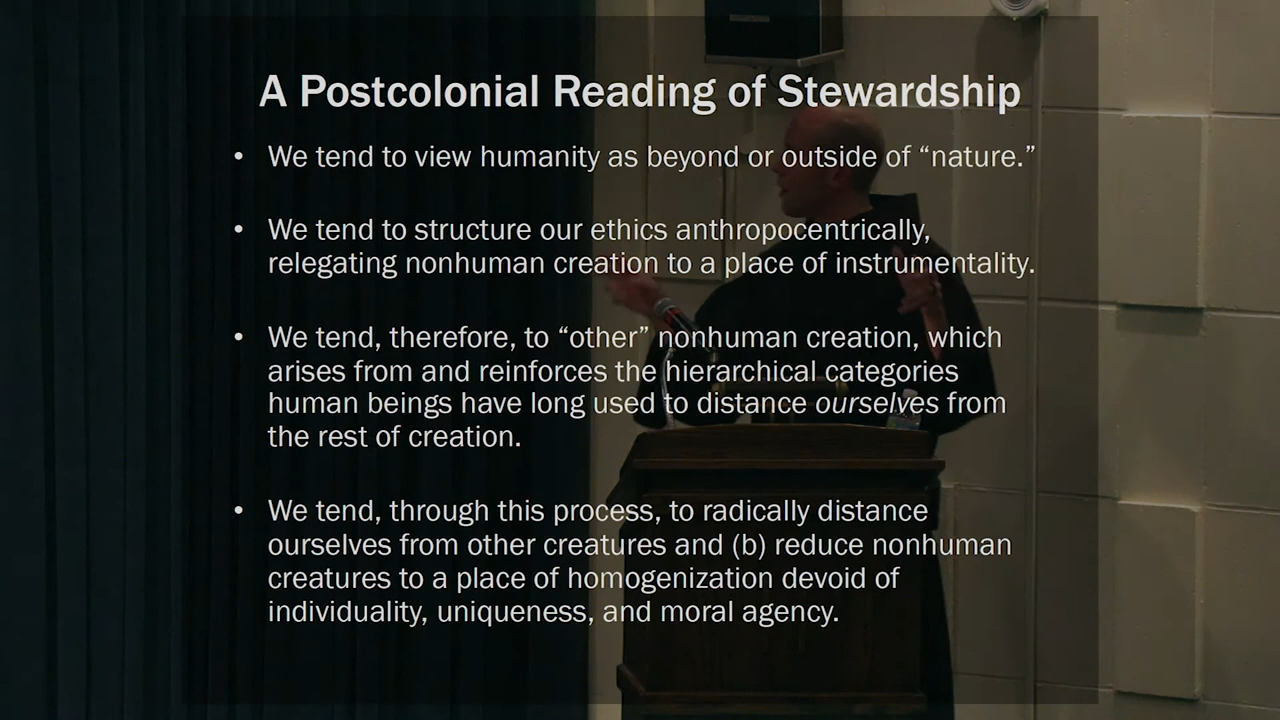 A Postcolonial Reading of Stewardship
• We tend to view humanity as beyond or outside of “nature.”
• We tend to structure our ethics anthropocentrically,
relegating nonhuman creation to a place of instrumentality.
• We tend, therefore, to “other” nonhuman creation, which
arises from and reinforces the hierarchical categories
human beings have long used to distance ourselves from
the rest of creation.
• We tend, through this process, to radically distance
ourselves from other creatures and (b) reduce nonhuman
creatures to a place of homogenization devoid of
individuality, uniqueness, and moral agency.